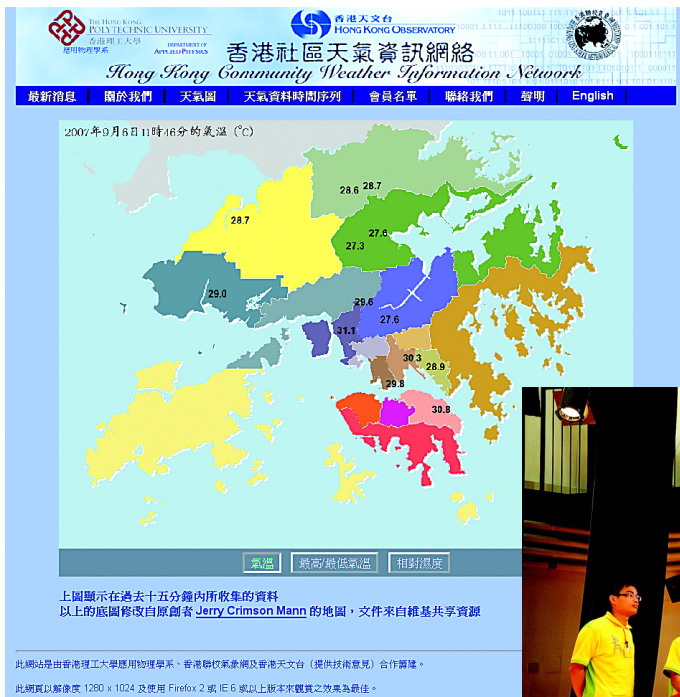 THE HONG KONG
POLYTECHNIC UNIVERSITY
香港理工大學
應用物理學系
DEPARTMENT OF
APPLIED PHYSICS
香港天文台
HONG KONG OBSERVATORY
香港社區天氣資訊網絡
Hong Kong Community Weather Information Network
最新消息 關於我們 天氣圖 天氣資料時間序列 會員名單 聯絡我們 聲明 English
2007年9月6日11時46分的氣溫 (°C)
28.6 28.7
28.7
27.6
27.3
29.0
29.6
27.6
31.1
30.3
28.9
29.8
30.8
氣溫 最高/最低氣溫 相對濕度
上圖顯示在過去十五分鐘內所收集的資料
以上的底圖修改自原創者 Jerry Crimson Mann 的地圖，文件來自維基共享資源
此網站是由香港理工大學應用物理學系、香港聯校氣象網及香港天文台（提供技術意見）合作籌建。
此網頁以解像度 1280 x 1024 及使用 Firefox 2 或 IE 6 或以上版本來觀賞之效果為最佳。